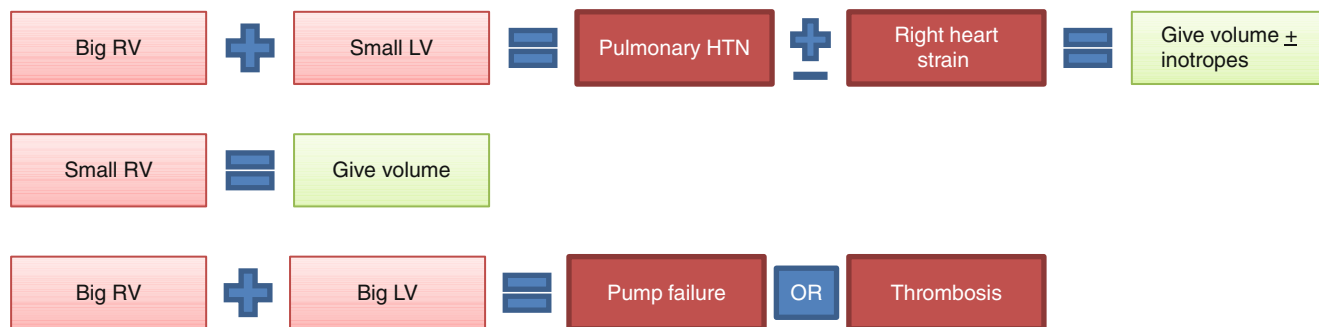 Big RV
Small LV
Pulmonary HTN
Right heart
strain
Give volume ±
inotropes
Small RV
Give volume
Big RV
Big LV
Pump failure
OR
Thrombosis